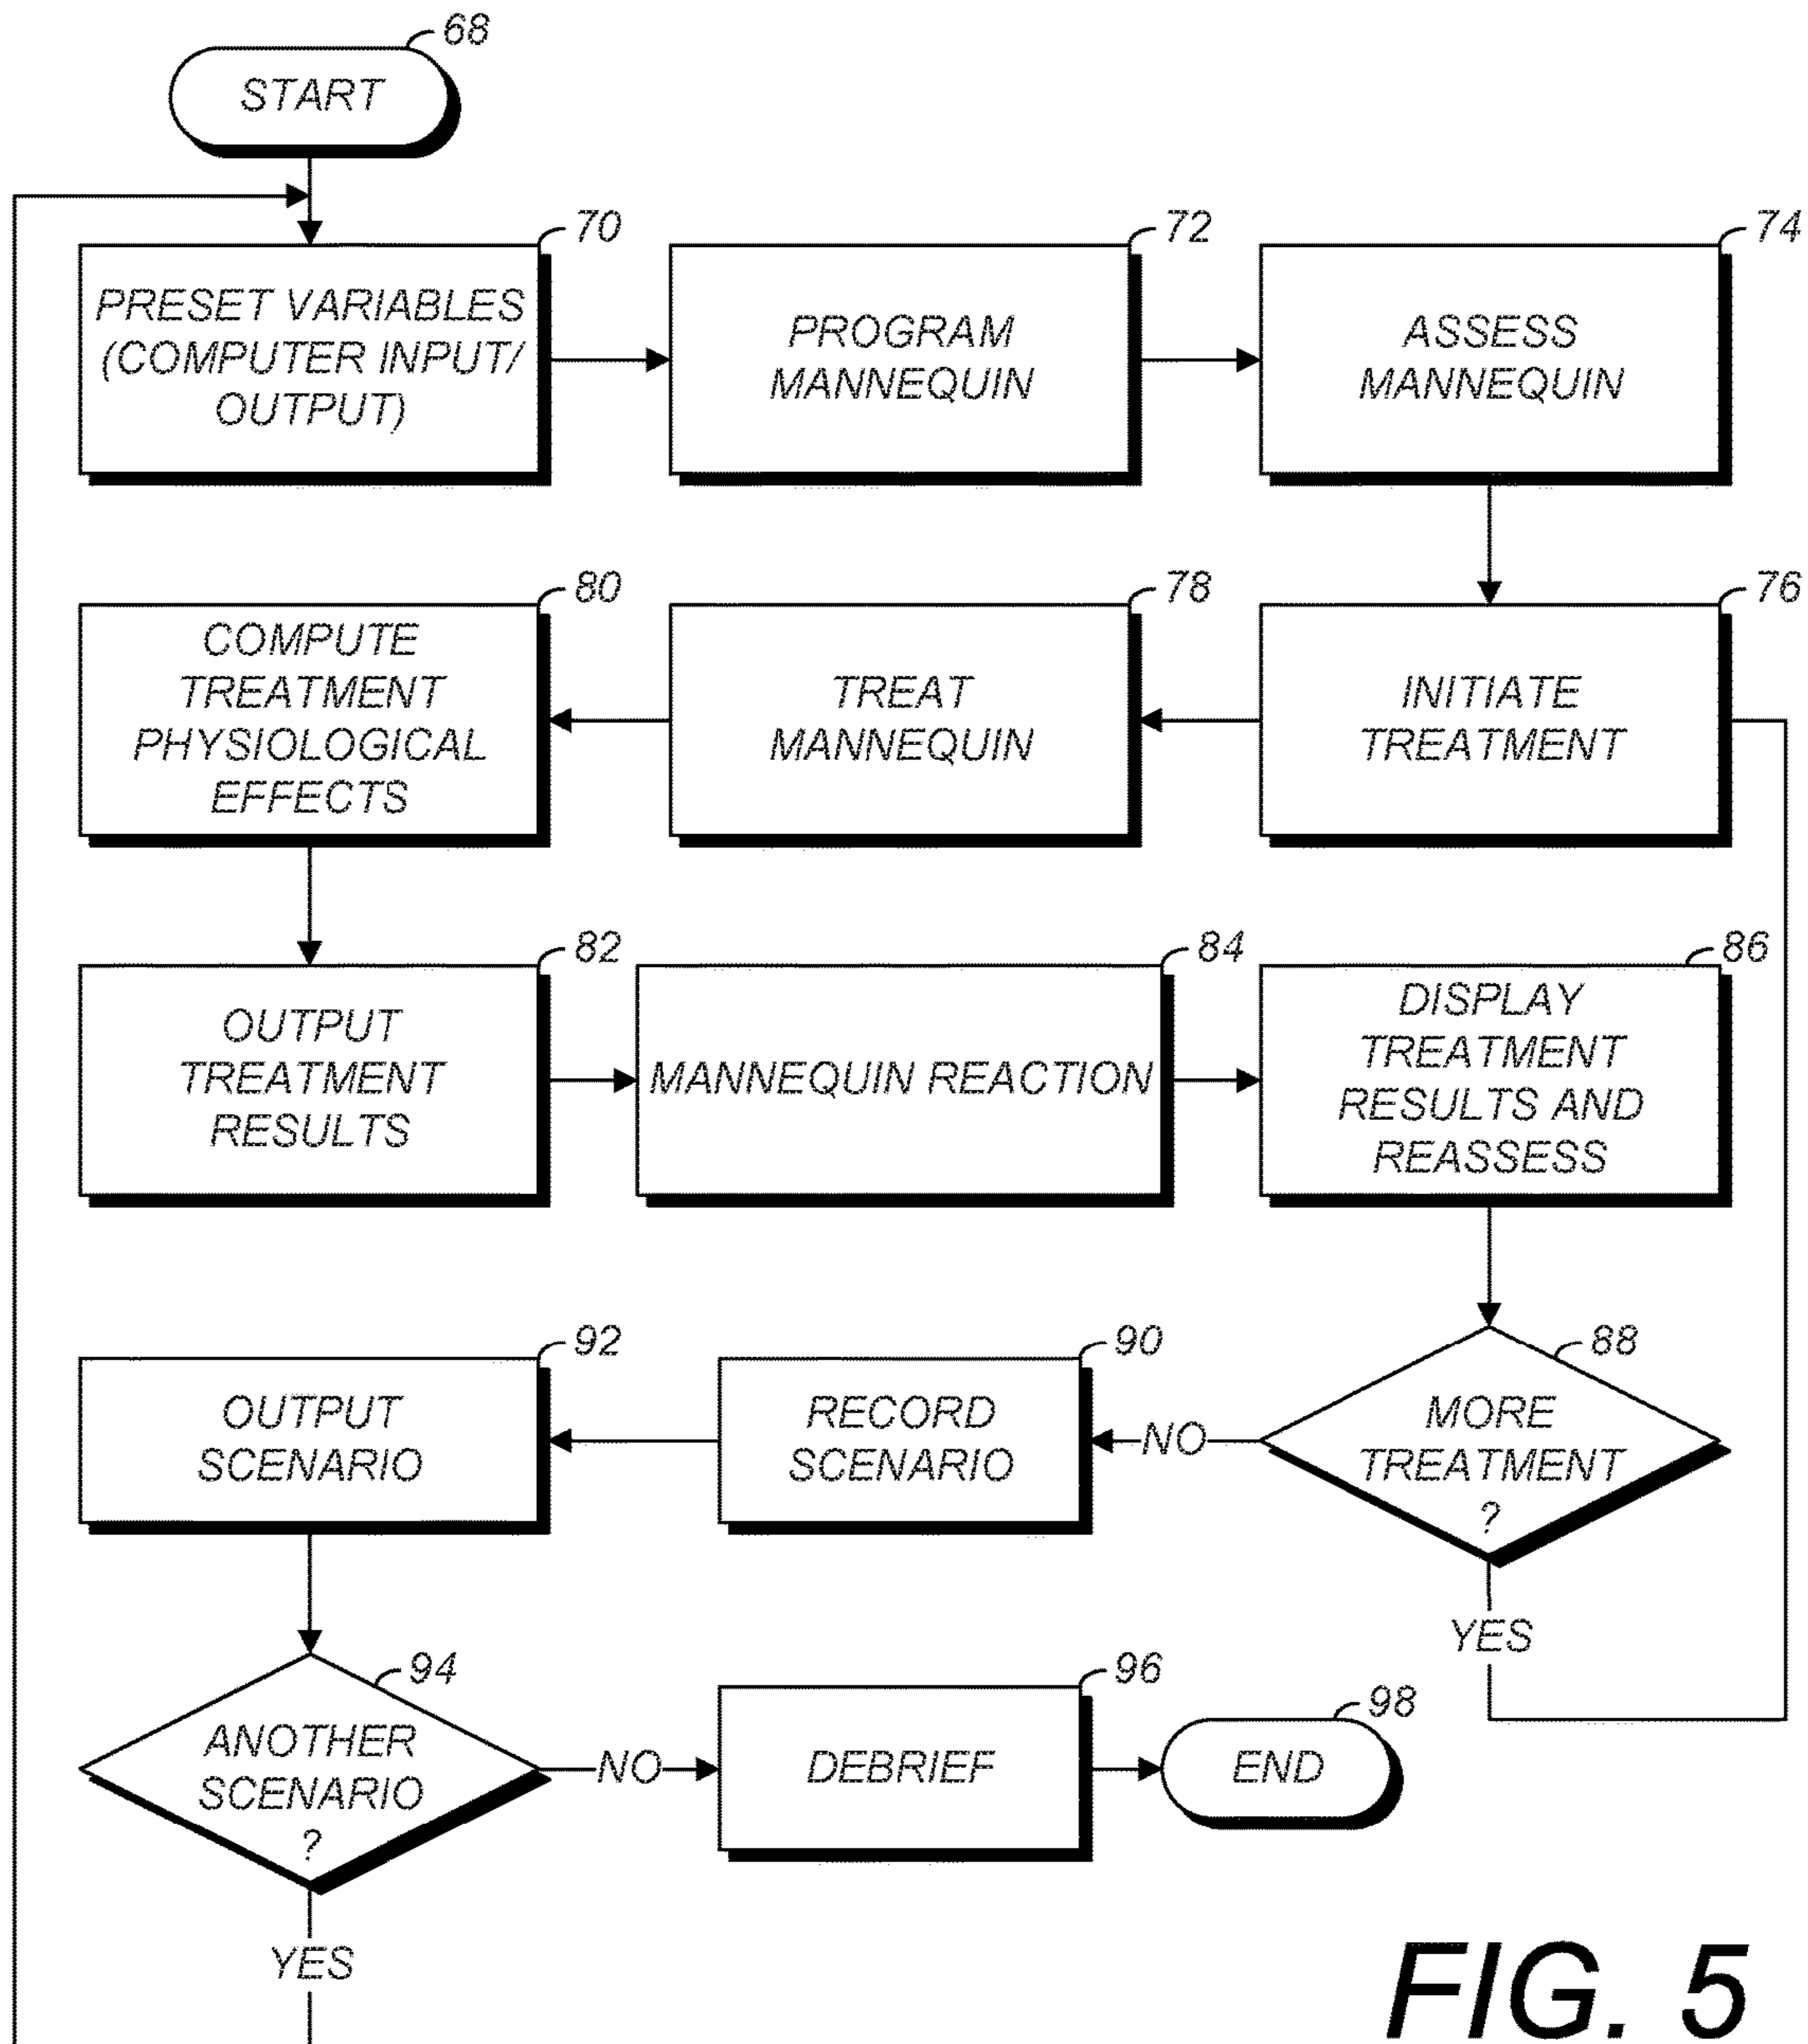 68
START
70
PRESET VARIABLES
(COMPUTER INPUT/
OUTPUT)
72
PROGRAM
MANNEQUIN
74
ASSESS
MANNEQUIN
76
INITIATE
TREATMENT
78
TREAT
MANNEQUIN
80
COMPUTE
TREATMENT
PHYSIOLOGICAL
EFFECTS
82
OUTPUT
TREATMENT
RESULTS
84
MANNEQUIN REACTION
86
DISPLAY
TREATMENT
RESULTS AND
REASSESS
88
MORE
TREATMENT
?
YES
NO
90
RECORD
SCENARIO
92
OUTPUT
SCENARIO
94
ANOTHER
SCENARIO
?
YES
NO
96
DEBRIEF
98
END
FIG. 5